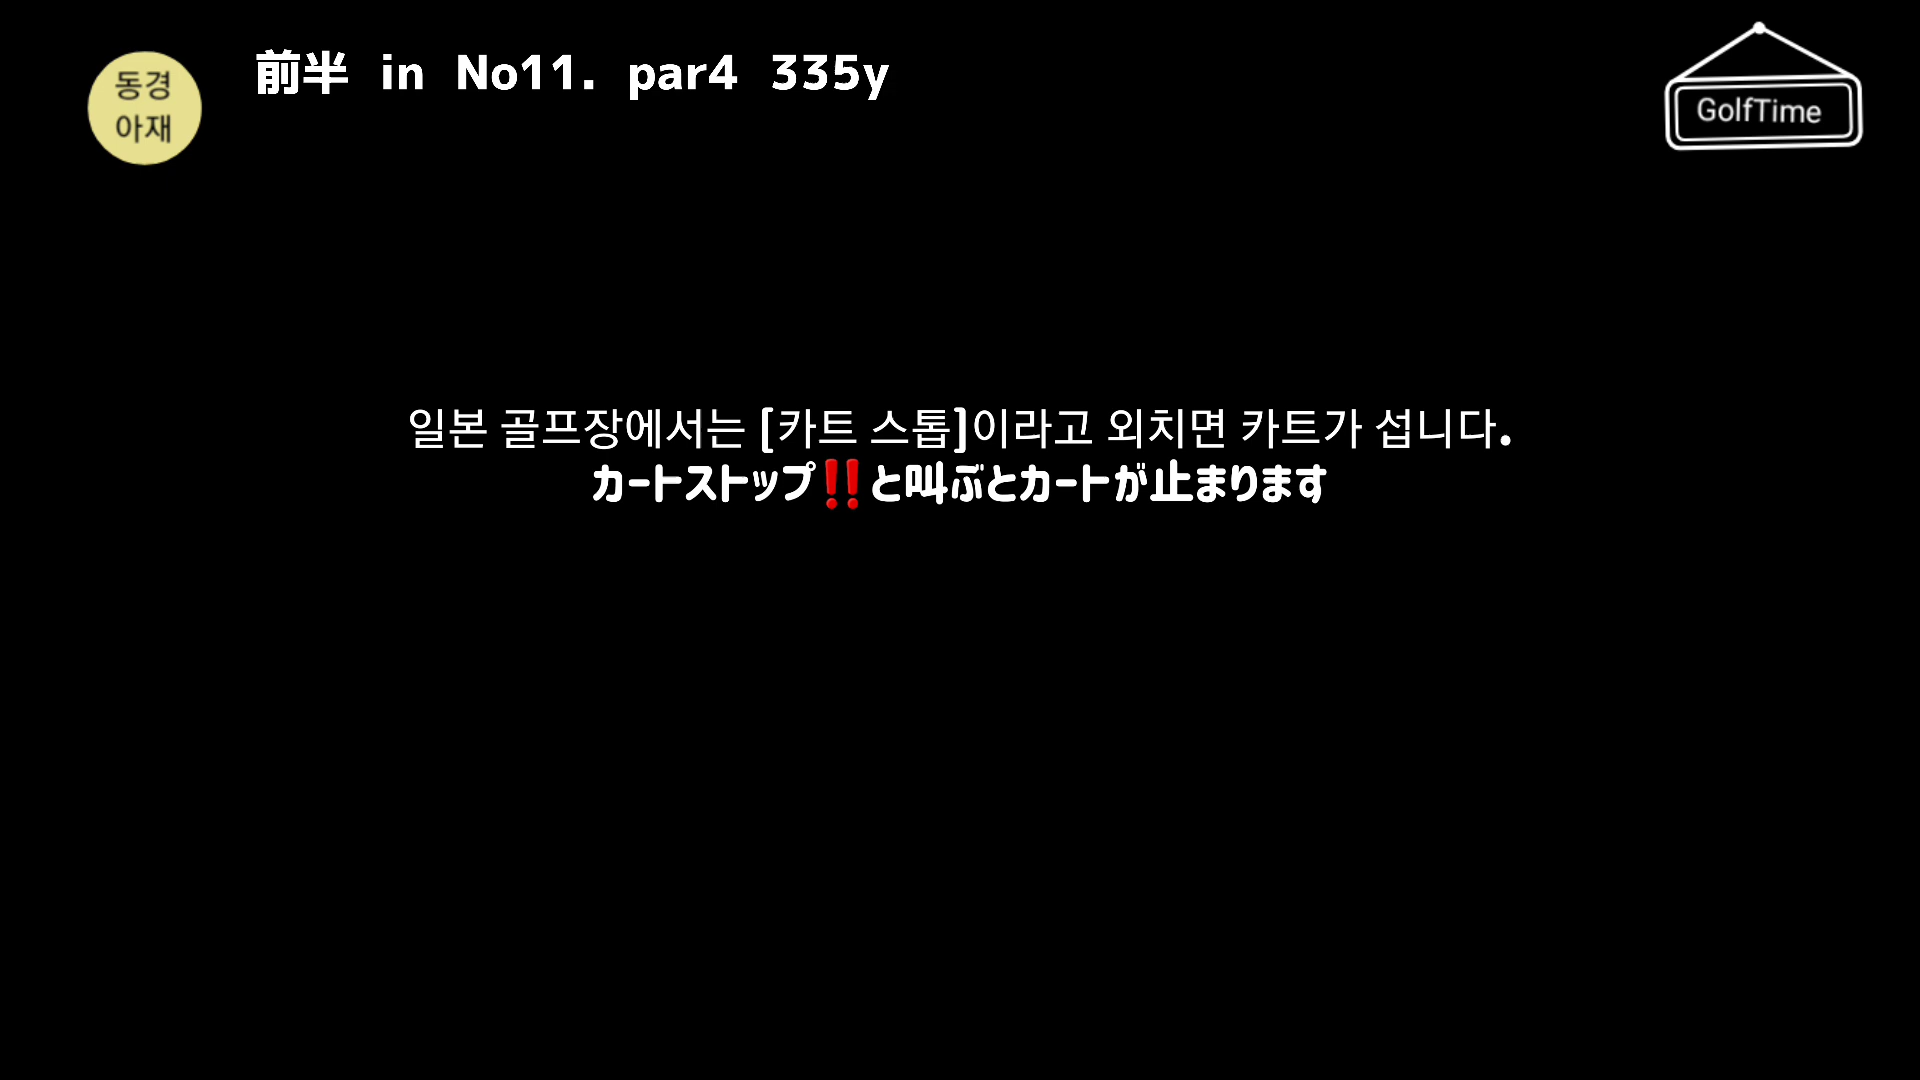 동경
아재
前半 in No11. par4 335y
GolfTime
일본 골프장에서는 [카트 스톱]이라고 외치면 카트가 섭니다.
カートストップ‼️と叫ぶとカートが止まります